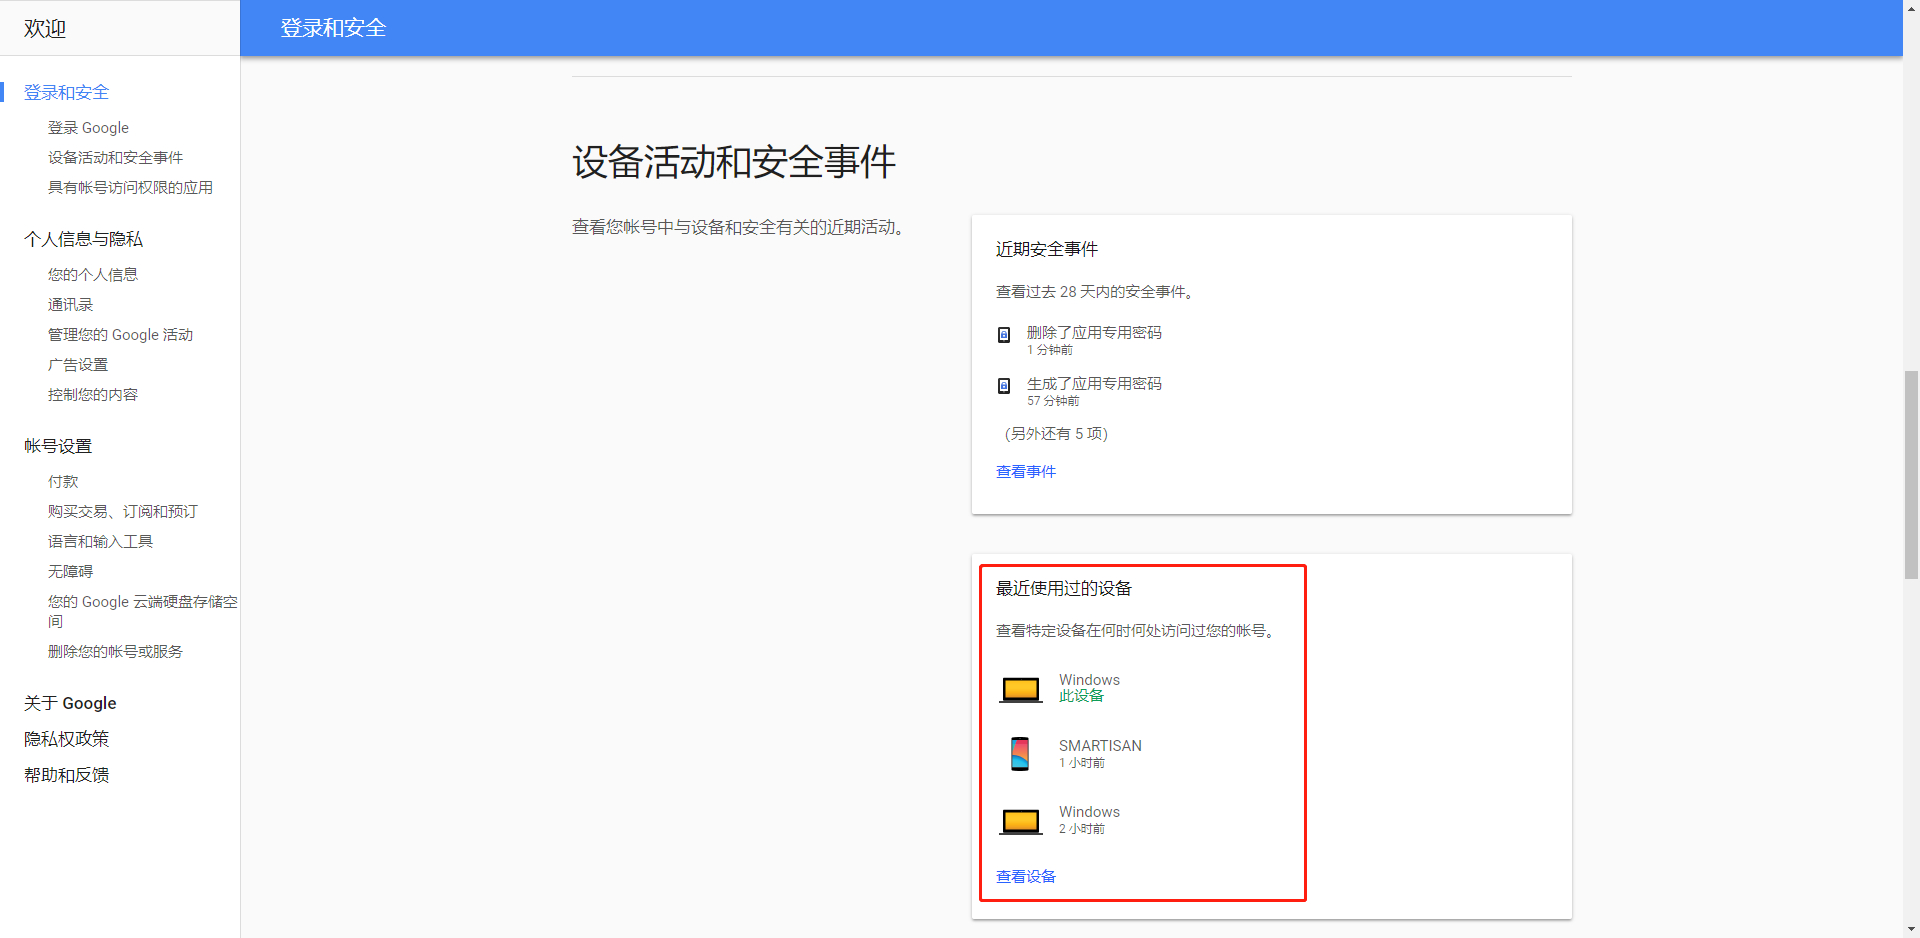 欢迎
登录和安全
登录和安全
登录 Google
设备活动和安全事件
具有帐号访问权限的应用
个人信息与隐私
您的个人信息
通讯录
管理您的 Google 活动
广告设置
控制您的内容
帐号设置
付款
购买交易、订阅和预订
语言和输入工具
无障碍
您的 Google 云端硬盘存储空
间
删除您的帐号或服务
关于 Google
隐私权政策
帮助和反馈
设备活动和安全事件
查看您帐号中与设备和安全有关的近期活动。
近期安全事件
查看过去 28 天内的安全事件。
删除了应用专用密码
1 分钟前
生成了应用专用密码
57 分钟前
(另外还有 5 项)
查看事件
最近使用过的设备
查看特定设备在何时何处访问过您的帐号。
Windows
此设备
SMARTISAN
1 小时前
Windows
2 小时前
查看设备